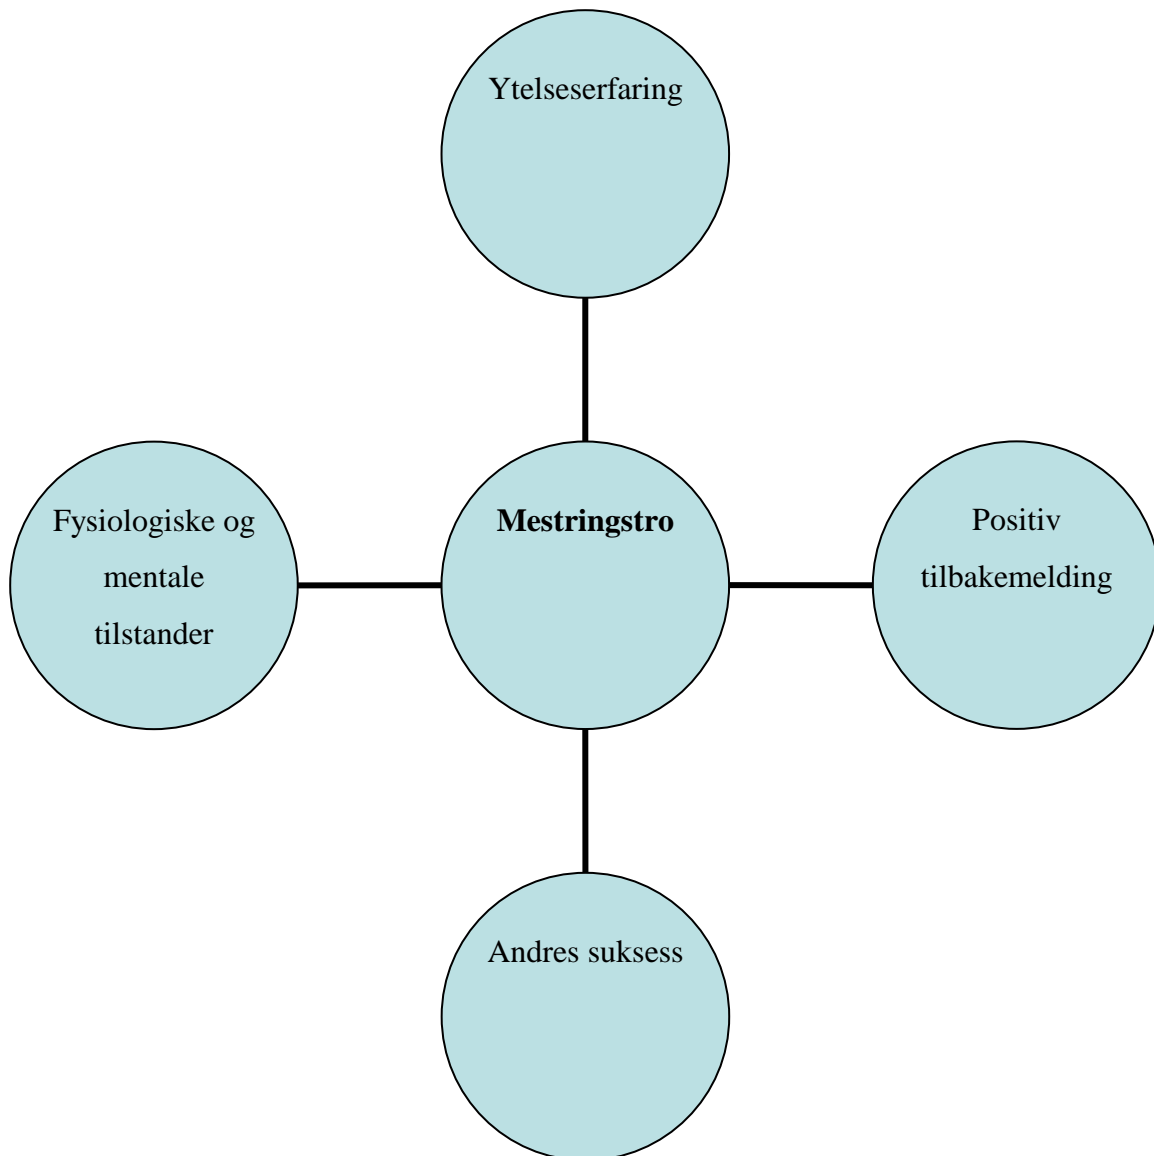 Ytelseserfaring
Fysiologiske og
mentale
tilstander
Mestringstro
Positiv
tilbakemelding
Andres suksess